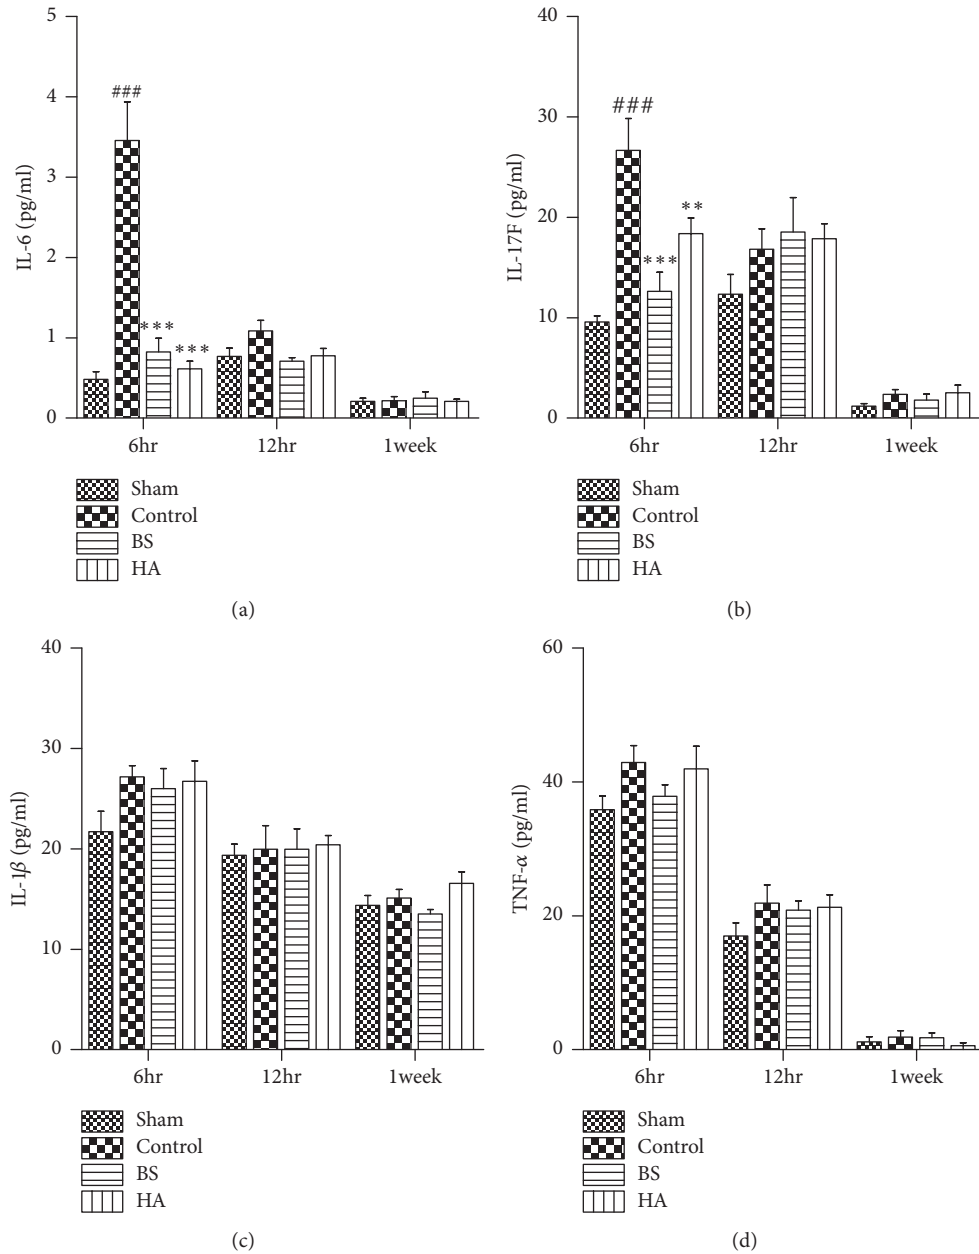 5
4
3
2
1
0
IL-6 (pg/ml)
###
***
***
6hr
12hr
1week
Sham
Control
BS
HA
(a)
40
30
20
10
0
IL-17F (pg/ml)
###
***
**
6hr
12hr
1week
Sham
Control
BS
HA
(b)
40
30
20
10
0
IL-1β (pg/ml)
6hr
12hr
1week
Sham
Control
BS
HA
(c)
60
40
20
0
TNF-α (pg/ml)
6hr
12hr
1week
Sham
Control
BS
HA
(d)